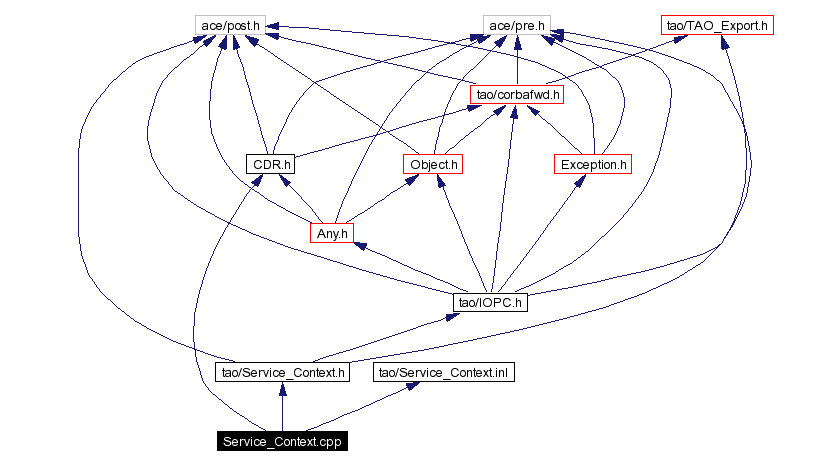 ace/post.h
ace/pre.h
tao/TAO_Export.h
tao/corbafwd.h
CDR.h
Object.h
Exception.h
Any.h
tao/IOPC.h
tao/Service_Context.h
tao/Service_Context.inl
Service_Context.cpp